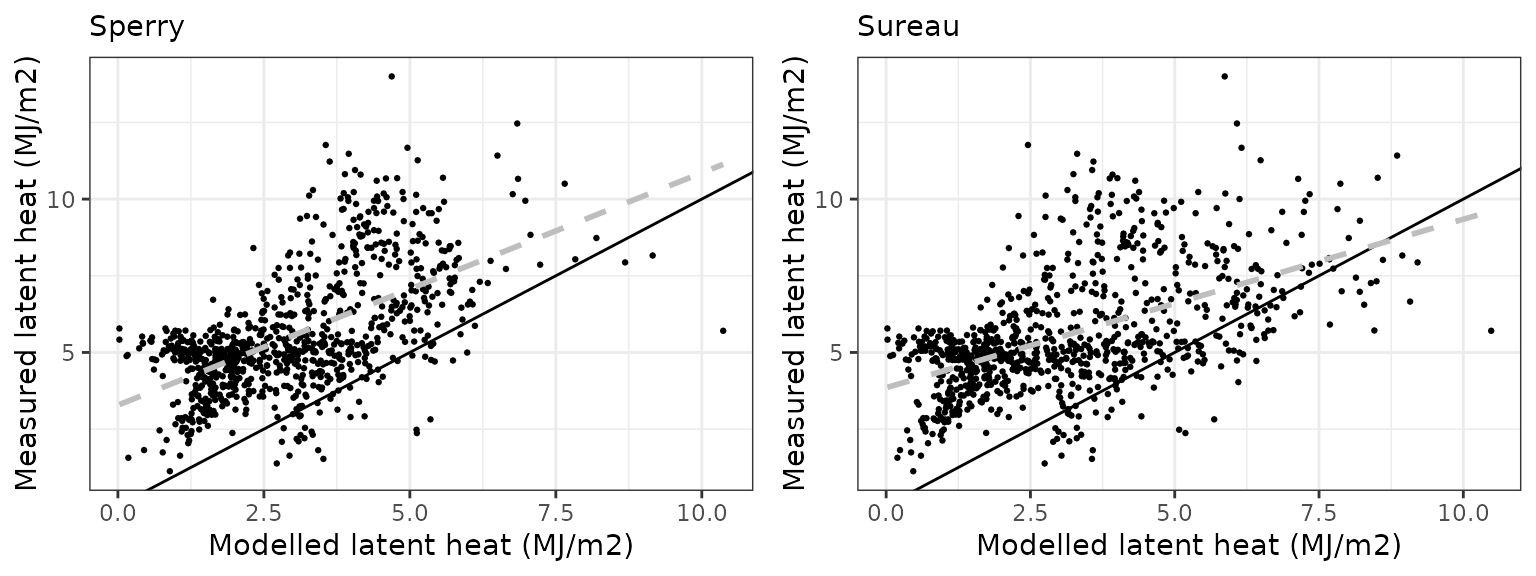 Sperry
Measured latent heat (MJ/m2)
10
5
0.0 2.5 5.0 7.5 10.0
Modelled latent heat (MJ/m2)
Sureau
Measured latent heat (MJ/m2)
10
5
0.0 2.5 5.0 7.5 10.0
Modelled latent heat (MJ/m2)